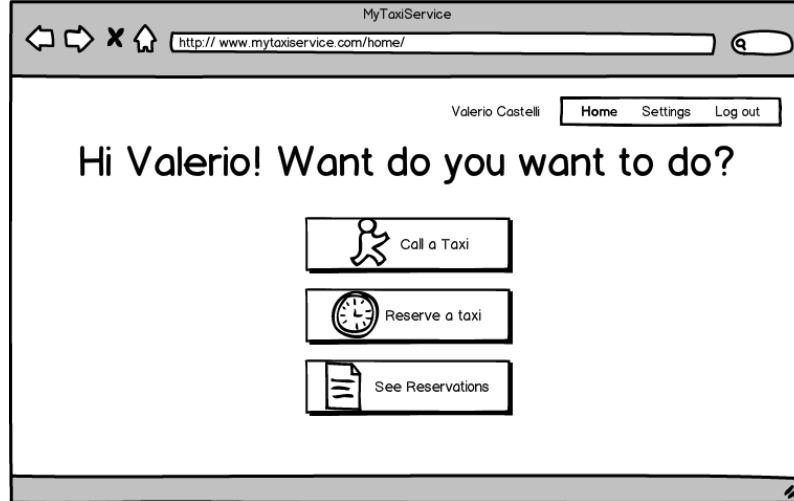 MyTaxiService
http:// www.mytaxiservice.com/home/
Valerio Castelli Home Settings Log out
Hi Valerio! Want do you want to do?
Call a Taxi
Reserve a taxi
See Reservations